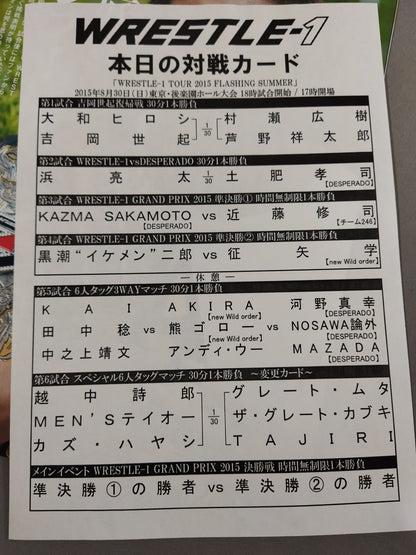 WRESTLE-1
本日の対戦カード
「WRESTLE-1 TOUR 2015 FLASHING SUMMER」
2015年8月30日(日)東京・後楽園ホール大会 18時試合開始 / 17時開場
第1試合 吉岡世起復帰戦 30分1本勝負
大和ヒロシ 1/30 村瀬広樹
吉岡世起 芦野祥太郎
第2試合 WRESTLE-1vsDESPERADO 30分1本勝負
浜亮太 1/30 土肥孝司
【DESPERADO】
第3試合 WRESTLE-1 GRAND PRIX 2015 準決勝① 時間無制限1本勝負
KAZMA SAKAMOTO vs 近藤修司
【DESPERADO】 【チーム246】
第4試合 WRESTLE-1 GRAND PRIX 2015 準決勝② 時間無制限1本勝負
黒潮“イケメン”二郎 vs 征矢学
【new Wild order】
― 休憩 ―
第5試合 6人タッグ3WAYマッチ 30分1本勝負
KAI AKIRA 河野真幸
【new Wild order】 【DESPERADO】
田中稔 vs 熊ゴロー vs NOSAWA論外
【new Wild order】 【DESPERADO】
中之上靖文 アンディ・ウー MAZADA
【DESPERADO】
第6試合 スペシャル6人タッグマッチ 30分1本勝負 ～変更カード～
越中詩郎 グレート・ムタ
MEN'Sテイオー 1/30 ザ・グレート・カブキ
カズ・ハヤシ TAJIRI
メインイベント WRESTLE-1 GRAND PRIX 2015 決勝戦 時間無制限1本勝負
準決勝①の勝者 vs 準決勝②の勝者